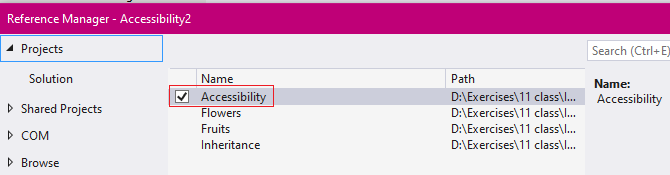 Reference Manager - Accessibility2
Projects
Solution
Shared Projects
COM
Browse
Name Path
Accessibility D:\Exercises\11 class\I...
Flowers D:\Exercises\11 class\I...
Fruits D:\Exercises\11 class\I...
Inheritance D:\Exercises\11 class\I...
Search (Ctrl+E)
Name:
Accessibility